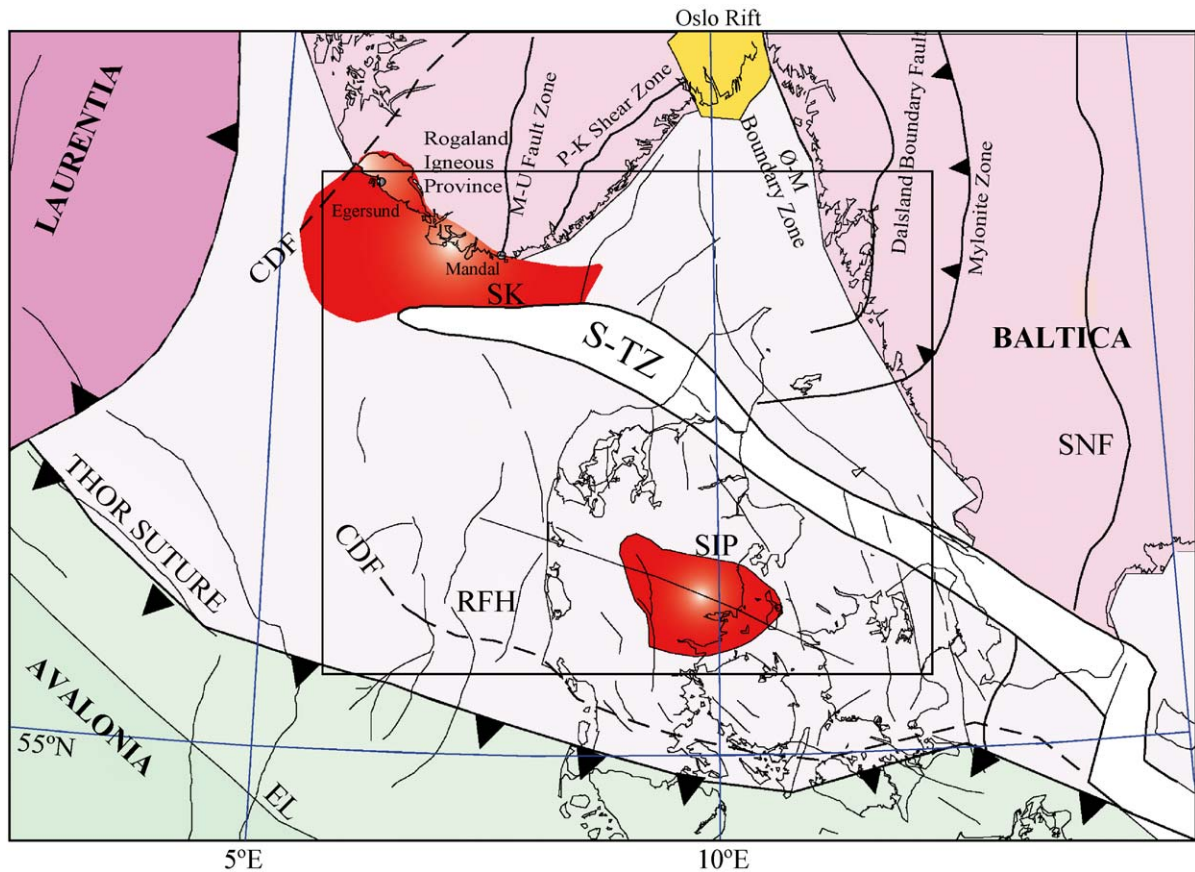 Oslo Rift
LAURENTIA
CDF
Rogaland
Igneous
Province
Egersund
Mandal
M-U Fault Zone
P-K Shear Zone
Ø-M
Boundary Zone
Dalsland Boundary Fault
Mylonite Zone
SK
S-TZ
BALTICA
SNF
THOR SUTURE
CDF
RFH
SIP
AVALONIA
55ºN
EL
5ºE
10ºE